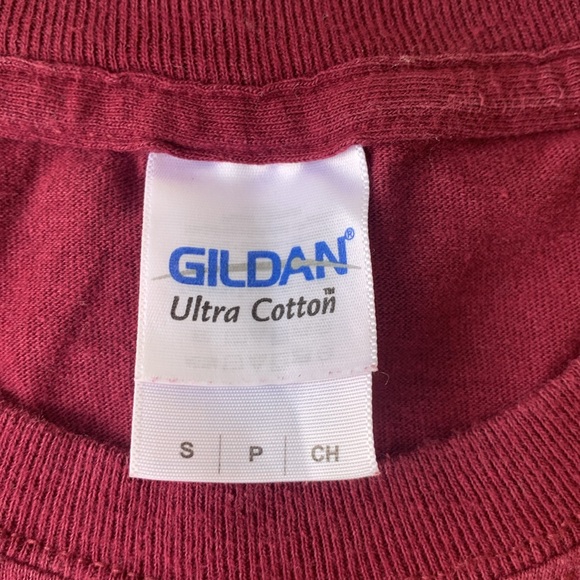 GILDAN®
Ultra Cotton™
S | P | CH